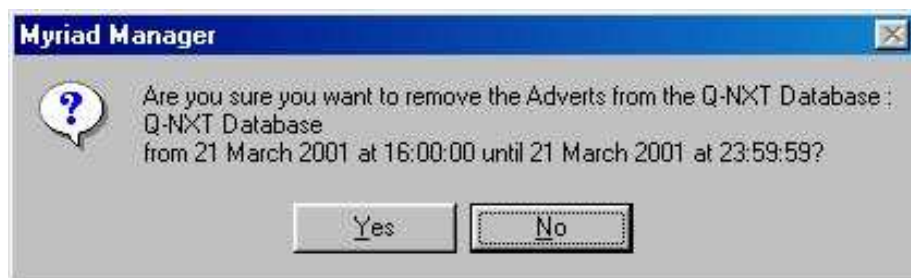 Myriad Manager
Are you sure you want to remove the Adverts from the Q-NXT Database :
Q-NXT Database
from 21 March 2001 at 16:00:00 until 21 March 2001 at 23:59:59?
Yes No